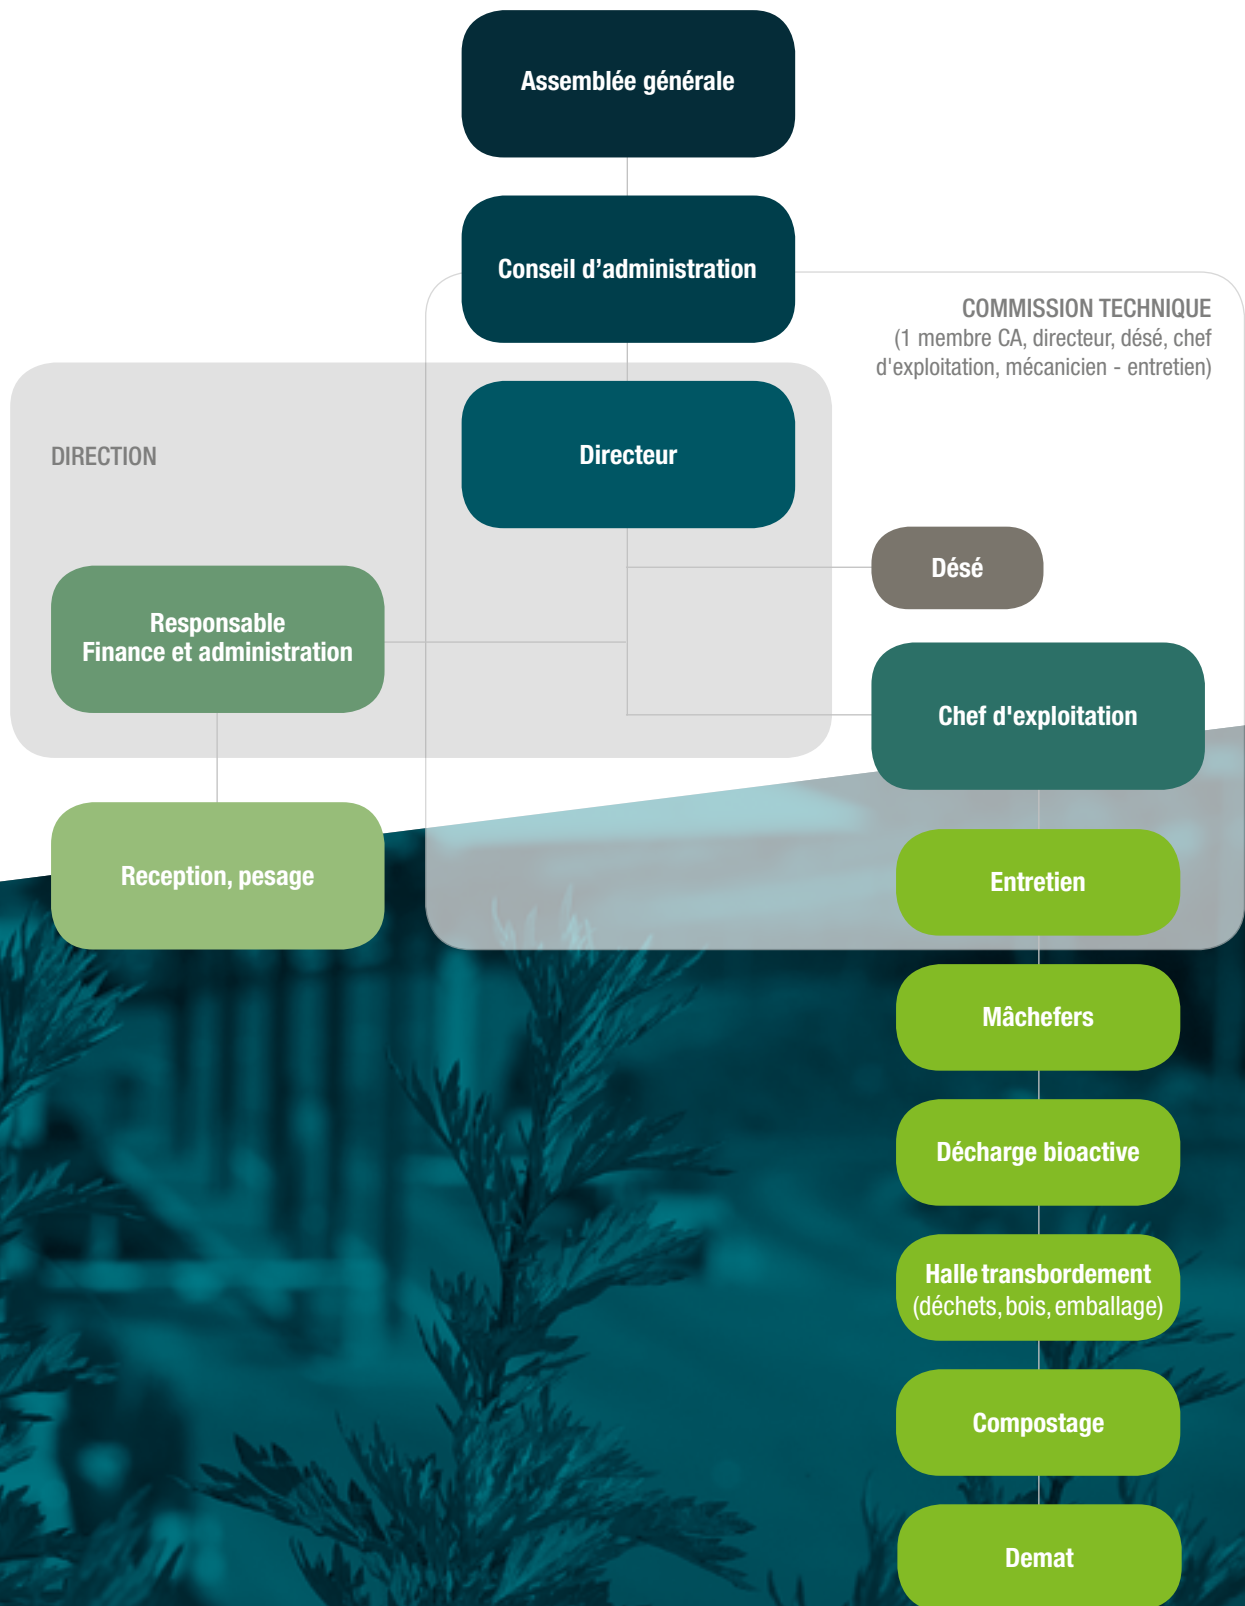 Assemblée générale
Conseil d’administration
COMMISSION TECHNIQUE
(1 membre CA, directeur, désé, chef
d'exploitation, mécanicien - entretien)
DIRECTION
Directeur
Désé
Responsable
Finance et administration
Chef d'exploitation
Reception, pesage
Entretien
Mâchefers
Décharge bioactive
Halle transbordement
(déchets, bois, emballage)
Compostage
Demat